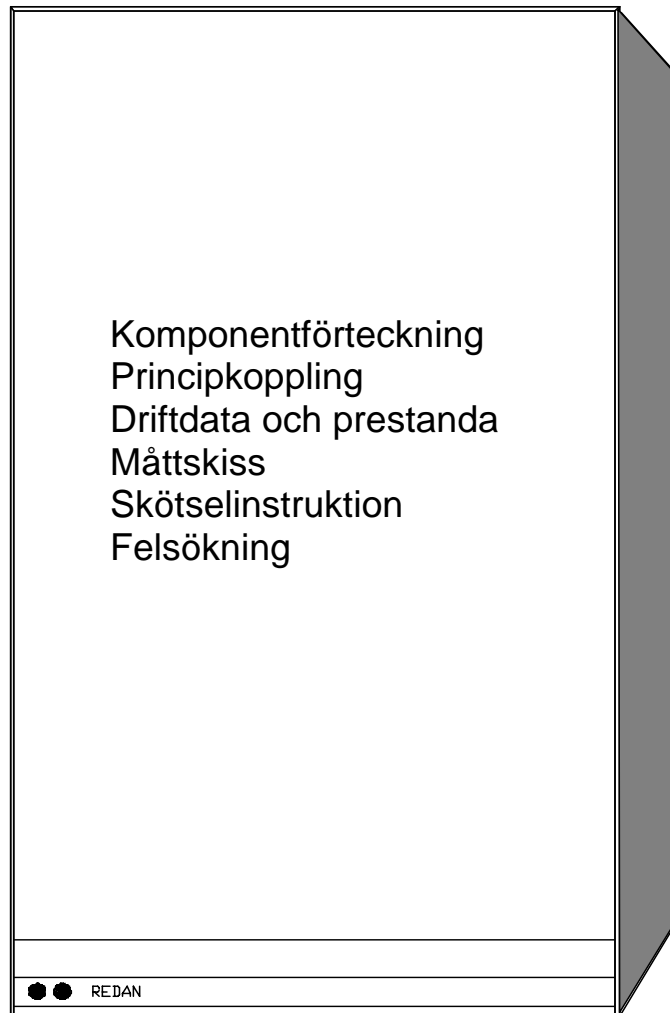 Komponentförteckning
Principkoppling
Driftdata och prestanda
Måttskiss
Skötselinstruktion
Felsökning
REDAN